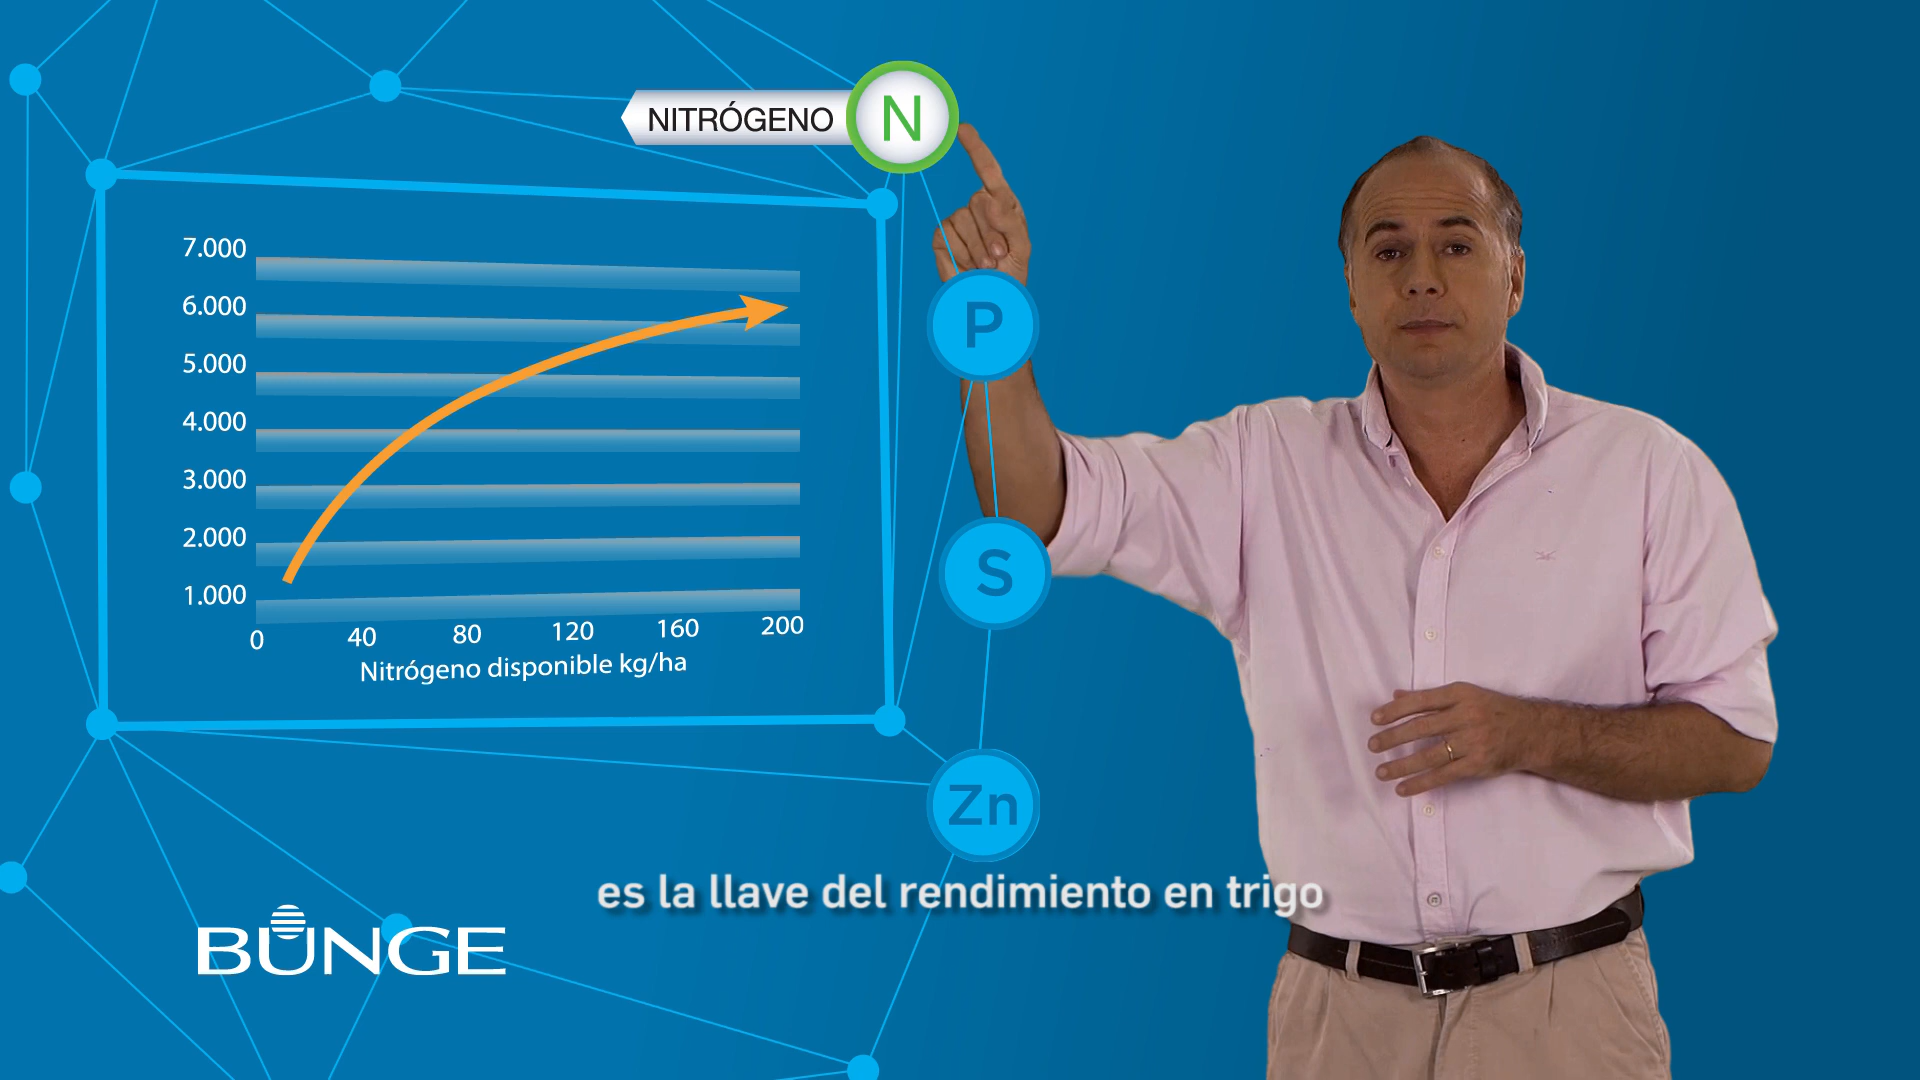 NITRÓGENO N
7.000
6.000
5.000
4.000
3.000
2.000
1.000
0 40 80 120 160 200
Nitrógeno disponible kg/ha
P
S
Zn
es la llave del rendimiento en trigo
BUNGE